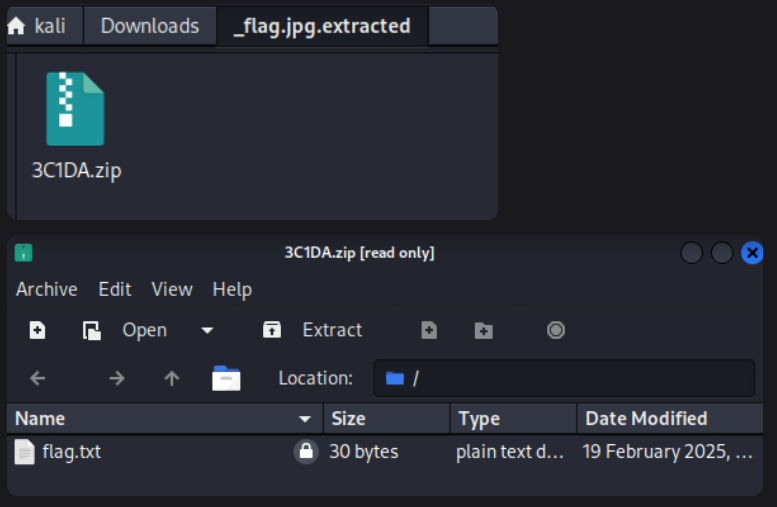 kali Downloads _flag.jpg.extracted
3C1DA.zip
3C1DA.zip [read only]
Archive Edit View Help
Open Extract
Location: /
Name Size Type Date Modified
flag.txt 30 bytes plain text d... 19 February 2025, ...